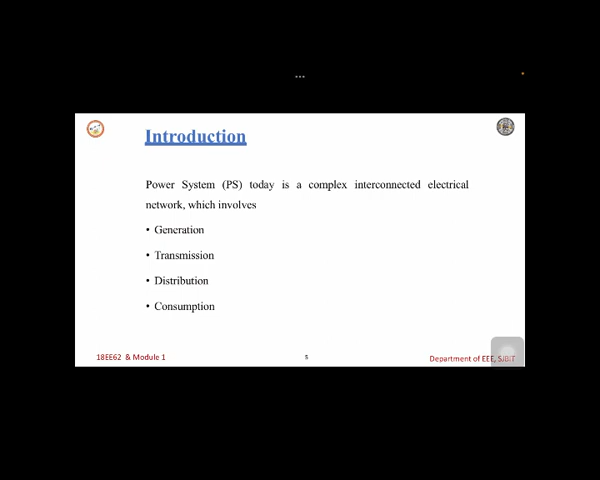 Introduction
Power System (PS) today is a complex interconnected electrical
network, which involves
• Generation
• Transmission
• Distribution
• Consumption
18EE62 & Module 1
5
Department of EEE, SJBIT